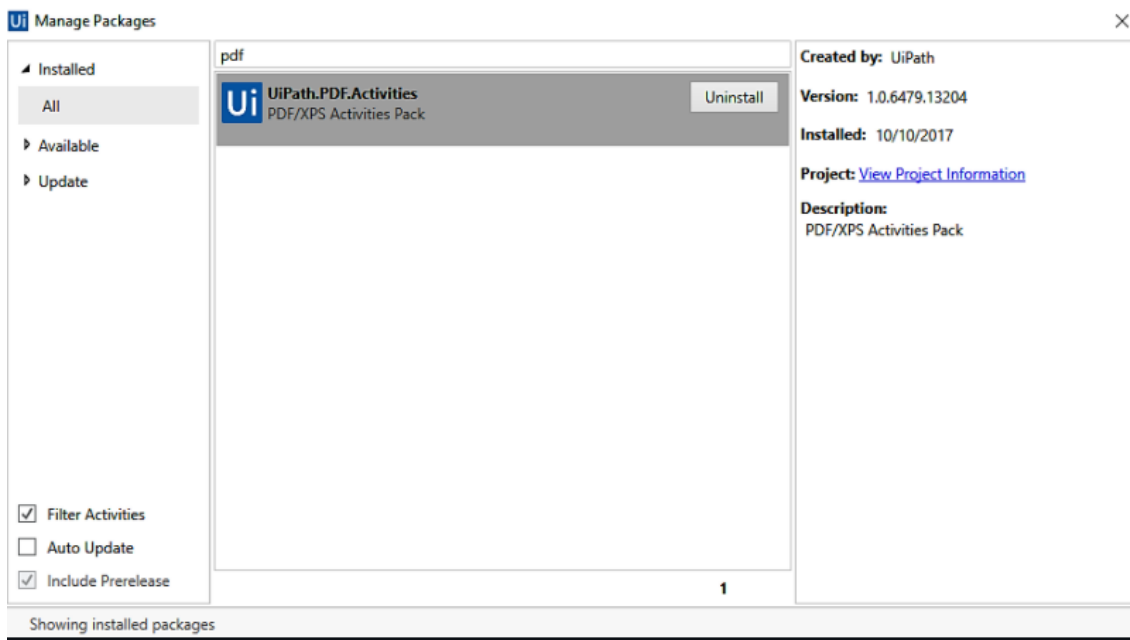 Ui Manage Packages
Installed
All
Available
Update
Filter Activities
Auto Update
Include Prerelease
pdf
Ui UiPath.PDF.Activities
PDF/XPS Activities Pack
Uninstall
1
Created by: UiPath
Version: 1.0.6479.13204
Installed: 10/10/2017
Project: View Project Information
Description:
PDF/XPS Activities Pack
Showing installed packages